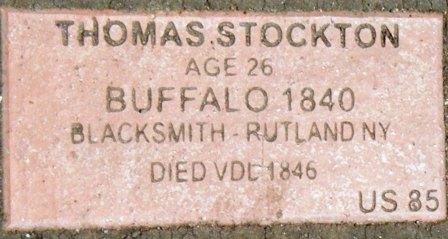 THOMAS STOCKTON
AGE 26
BUFFALO 1840
BLACKSMITH - RUTLAND NY
DIED VDL 1846
US 85